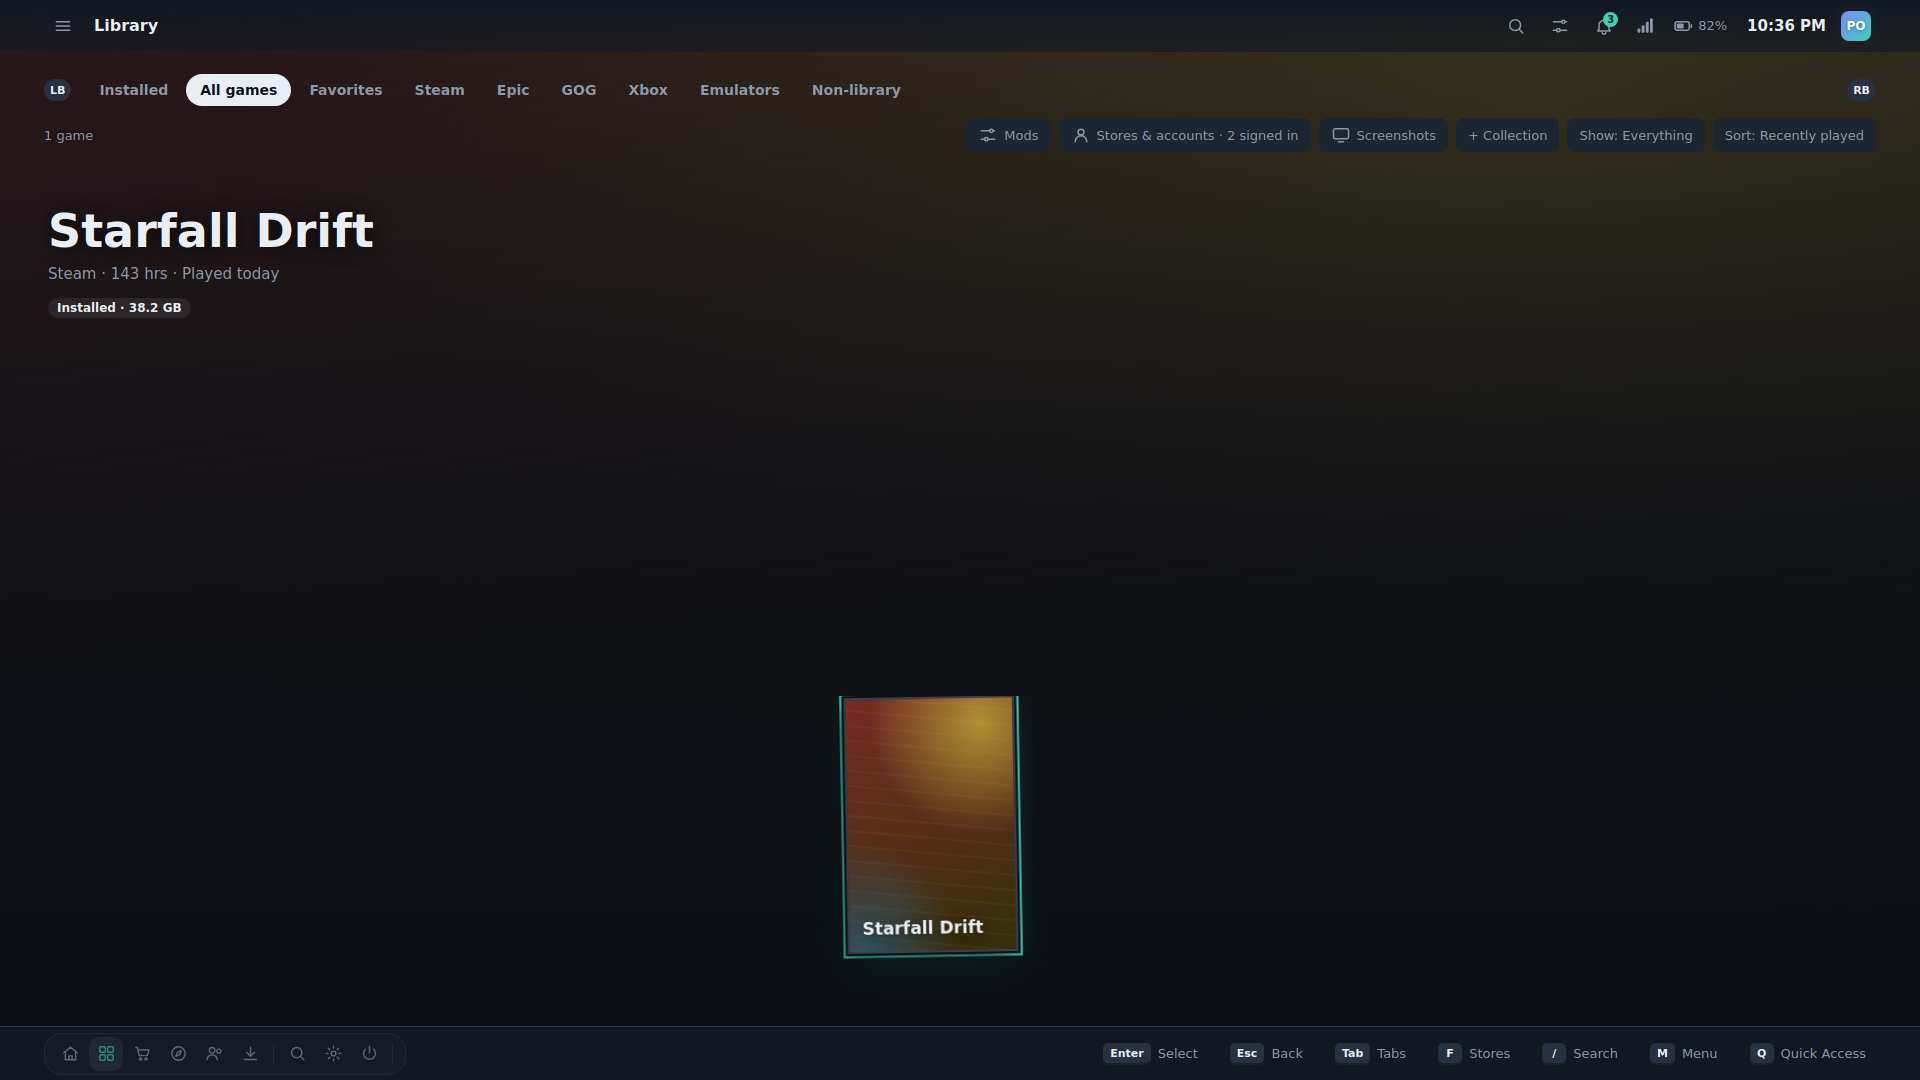 Library
3
82%
10:36 PM
PO
LB
Installed
All games
Favorites
Steam
Epic
GOG
Xbox
Emulators
Non-library
RB
1 game
Mods
Stores & accounts · 2 signed in
Screenshots
+ Collection
Show: Everything
Sort: Recently played
Starfall Drift
Steam · 143 hrs · Played today
Installed · 38.2 GB
Starfall Drift
Enter Select
Esc Back
Tab Tabs
F Stores
/ Search
M Menu
Q Quick Access